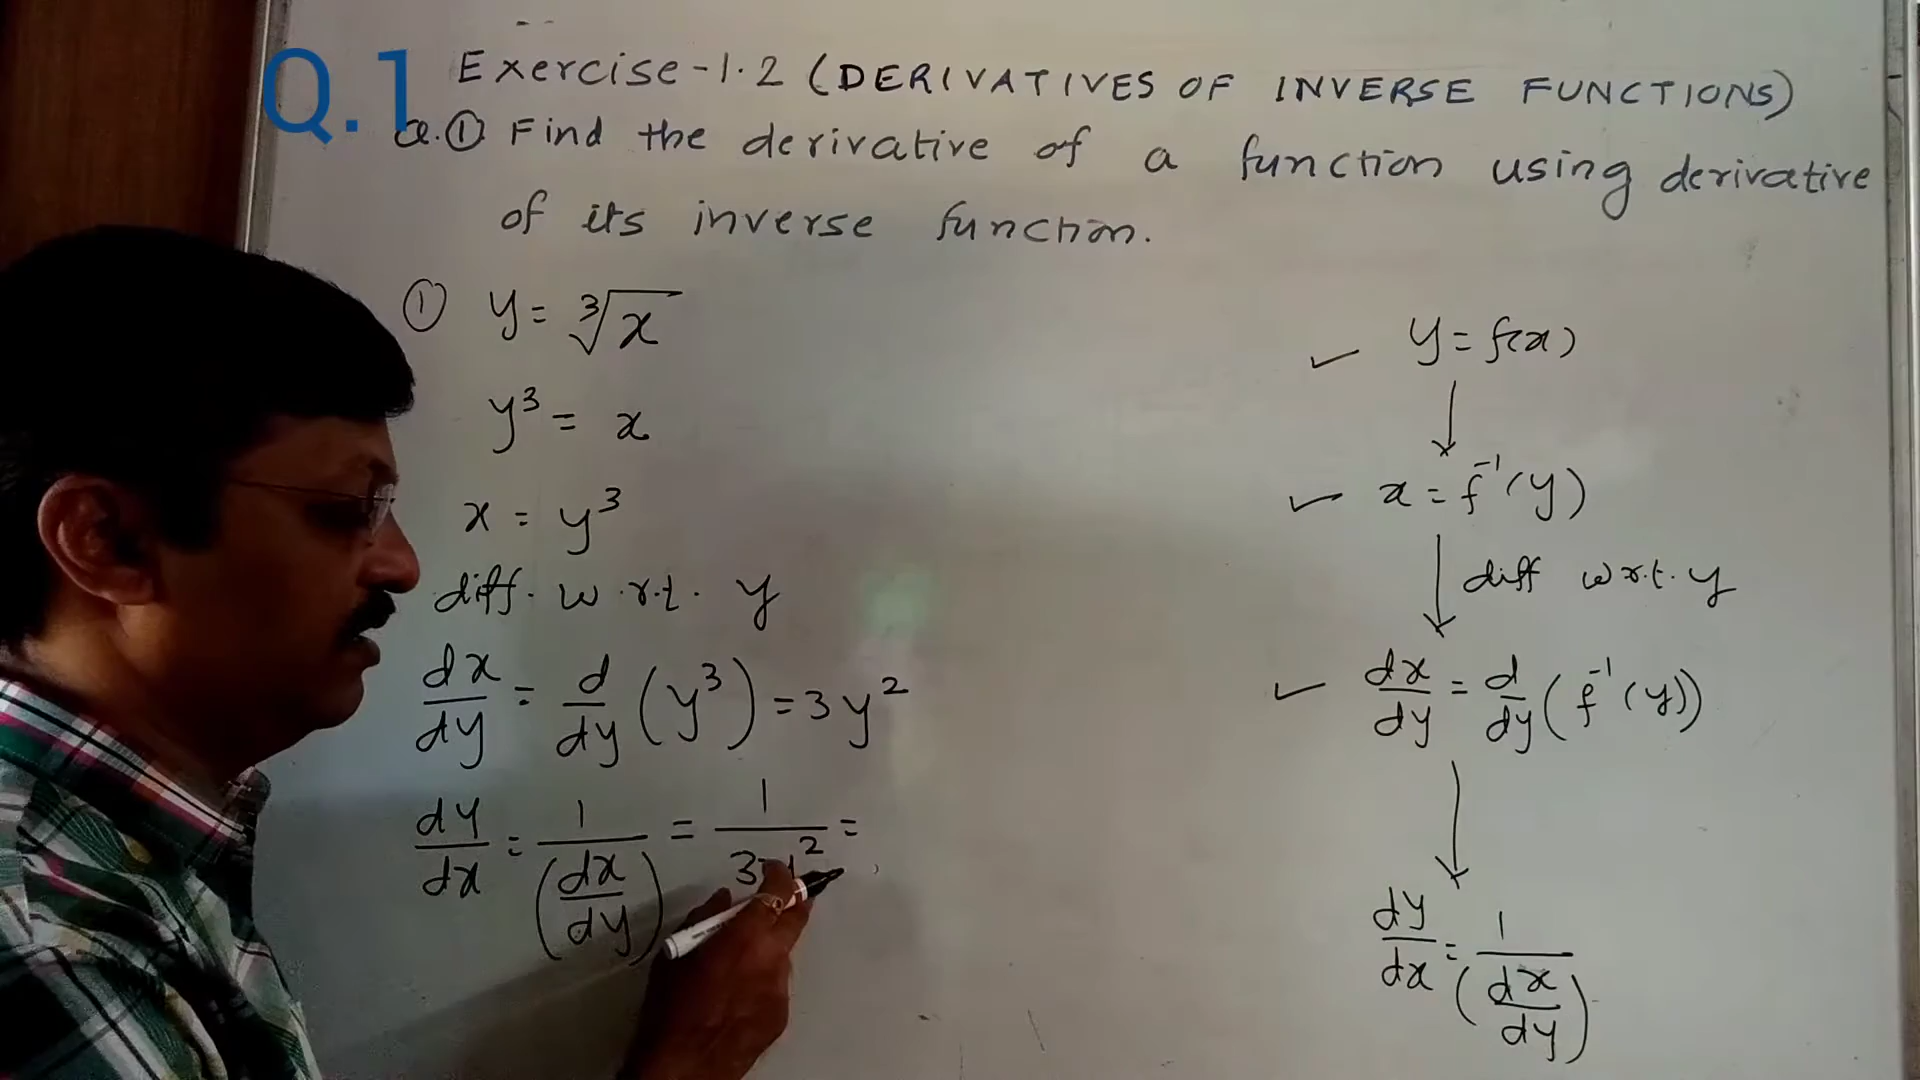 Q.1
Exercise-1.2 (DERIVATIVES OF INVERSE FUNCTIONS)
Q.① Find the derivative of a function using derivative
of its inverse function.
① y = ∛x
y³ = x
x = y³
diff. w.r.t. y
dx/dy = d/dy (y³) = 3y²
dy/dx = 1/(dx/dy) = 1/3y² =
✓ y = f(x)
↓
✓ x = f⁻¹(y)
↓ diff w.r.t. y
✓ dx/dy = d/dy (f⁻¹(y))
↓
dy/dx = 1/(dx/dy)